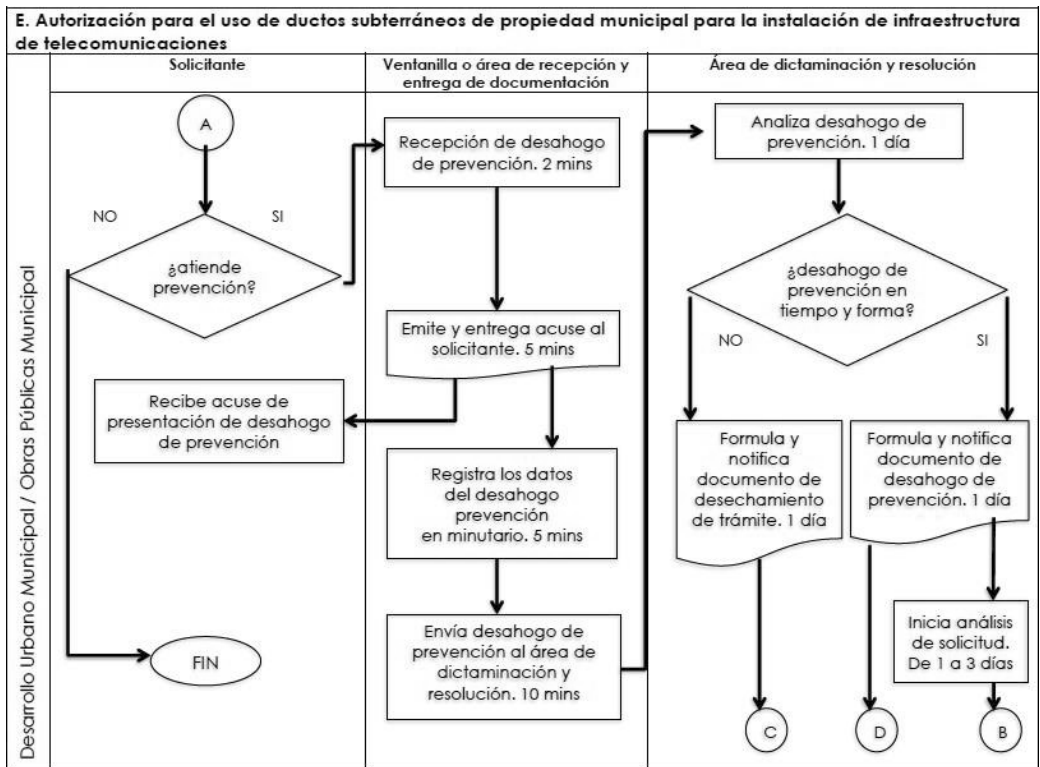 E. Autorización para el uso de ductos subterráneos de propiedad municipal para la instalación de infraestructura
de telecomunicaciones
Solicitante
Ventanilla o área de recepción y
entrega de documentación
Área de dictaminación y resolución
Desarrollo Urbano Municipal / Obras Públicas Municipal
A
NO
SI
¿atiende
prevención?
Recibe acuse de
presentación de desahogo
de prevención
FIN
Recepción de desahogo
de prevención. 2 mins
Emite y entrega acuse al
solicitante. 5 mins
Registra los datos
del desahogo
prevención
en minutario. 5 mins
Envía desahogo de
prevención al área de
dictaminación y
resolución. 10 mins
Analiza desahogo de
prevención. 1 día
¿desahogo de
prevención en
tiempo y forma?
NO
SI
Formula y
notifica
documento de
desechamiento
de trámite. 1 día
Formula y notifica
documento de
desahogo de
prevención. 1 día
Inicia análisis
de solicitud.
De 1 a 3 días
C
D
B